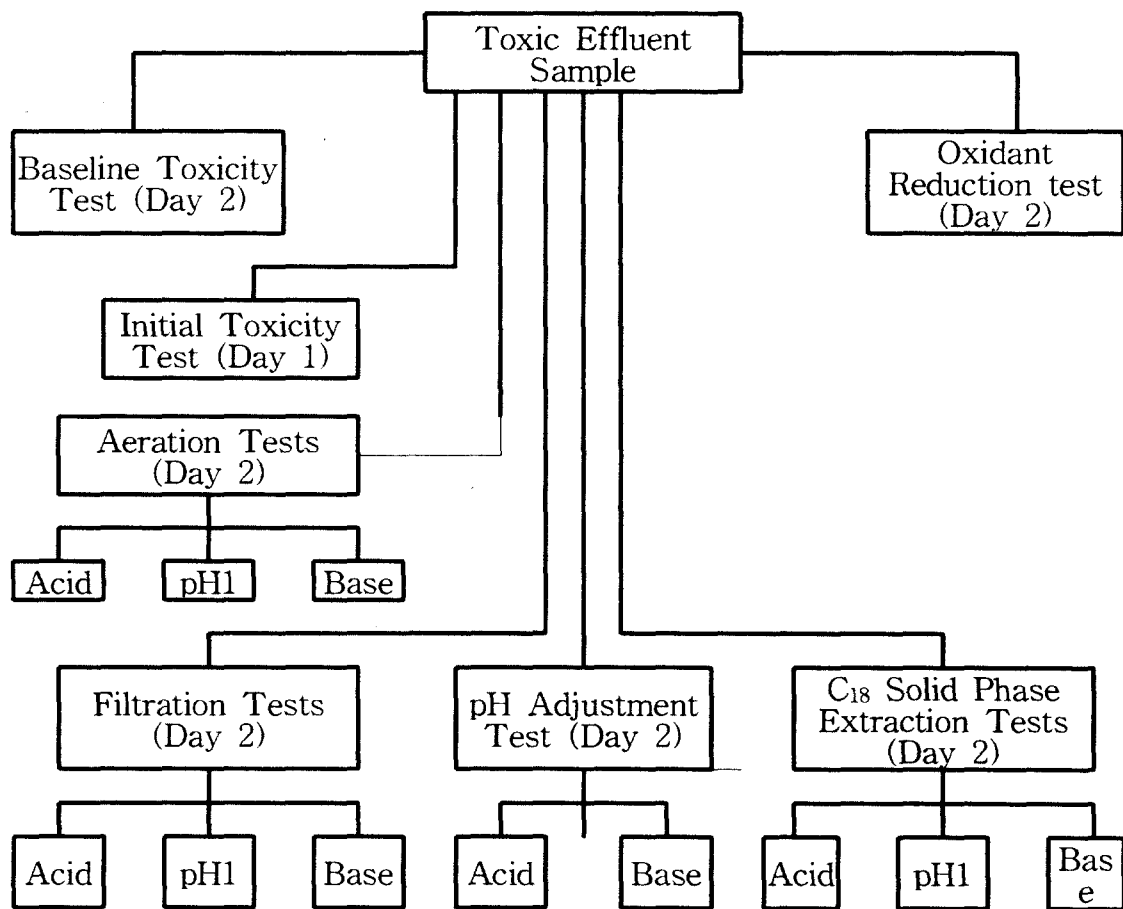 Toxic Effluent
Sample
Baseline Toxicity
Test (Day 2)
Oxidant
Reduction test
(Day 2)
Initial Toxicity
Test (Day 1)
Aeration Tests
(Day 2)
Acid
pH1
Base
Filtration Tests
(Day 2)
pH Adjustment
Test (Day 2)
C₁₈ Solid Phase
Extraction Tests
(Day 2)
Acid
pH1
Base
Acid
Base
Acid
pH1
Bas
e